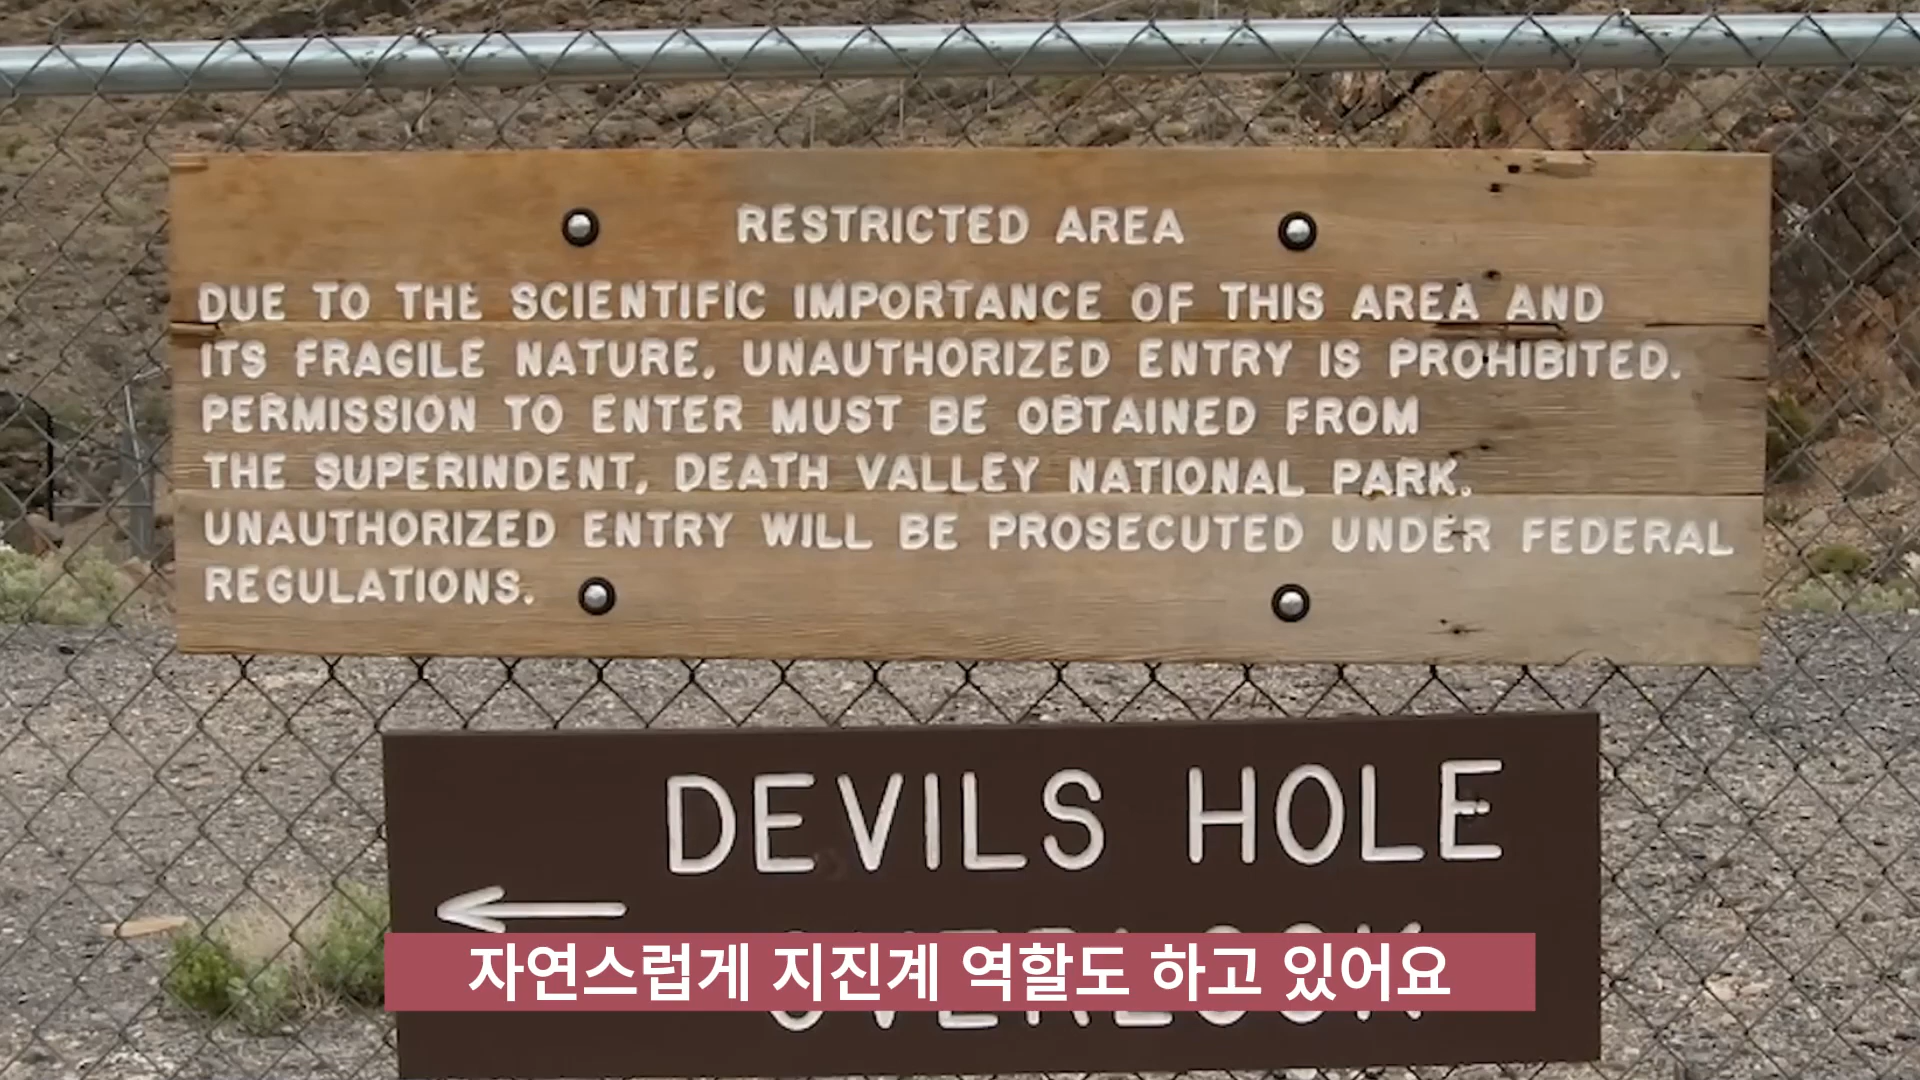 RESTRICTED AREA
DUE TO THE SCIENTIFIC IMPORTANCE OF THIS AREA AND
ITS FRAGILE NATURE, UNAUTHORIZED ENTRY IS PROHIBITED.
PERMISSION TO ENTER MUST BE OBTAINED FROM
THE SUPERINDENT, DEATH VALLEY NATIONAL PARK.
UNAUTHORIZED ENTRY WILL BE PROSECUTED UNDER FEDERAL
REGULATIONS.
DEVILS HOLE
OVERLOOK
자연스럽게 지진계 역할도 하고 있어요